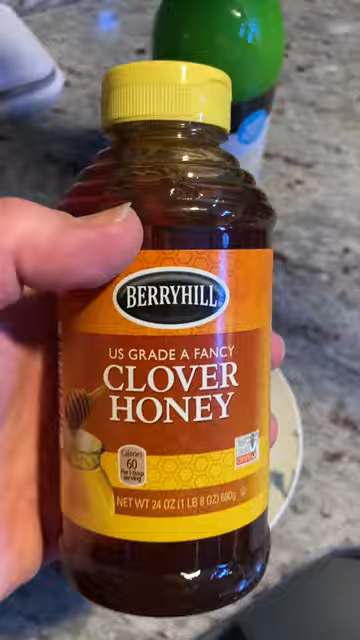 BERRYHILL
US GRADE A FANCY
CLOVER
HONEY
Calories
60
NET WT 24 OZ (1 LB 8 OZ) 680g